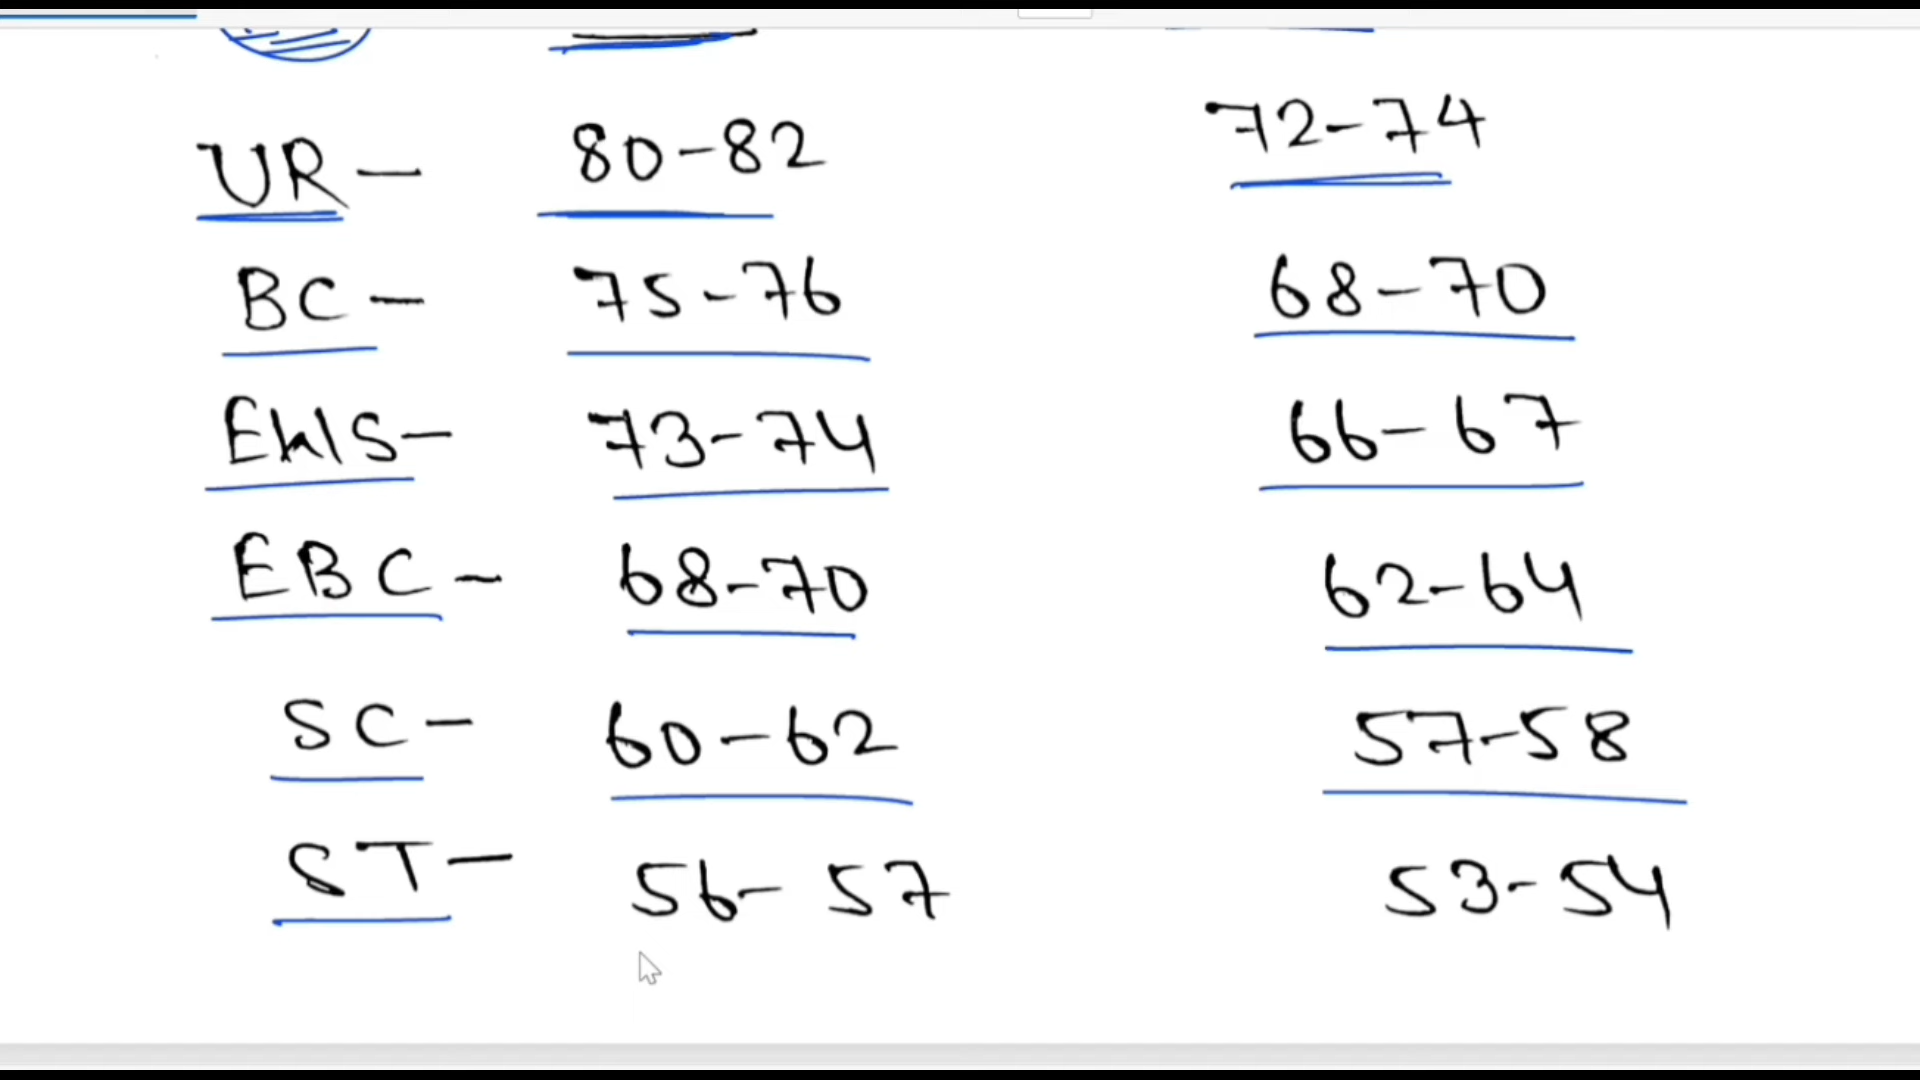 UR- 80-82 72-74
BC- 75-76 68-70
EWS- 73-74 66-67
EBC- 68-70 62-64
SC- 60-62 57-58
ST- 56-57 53-54